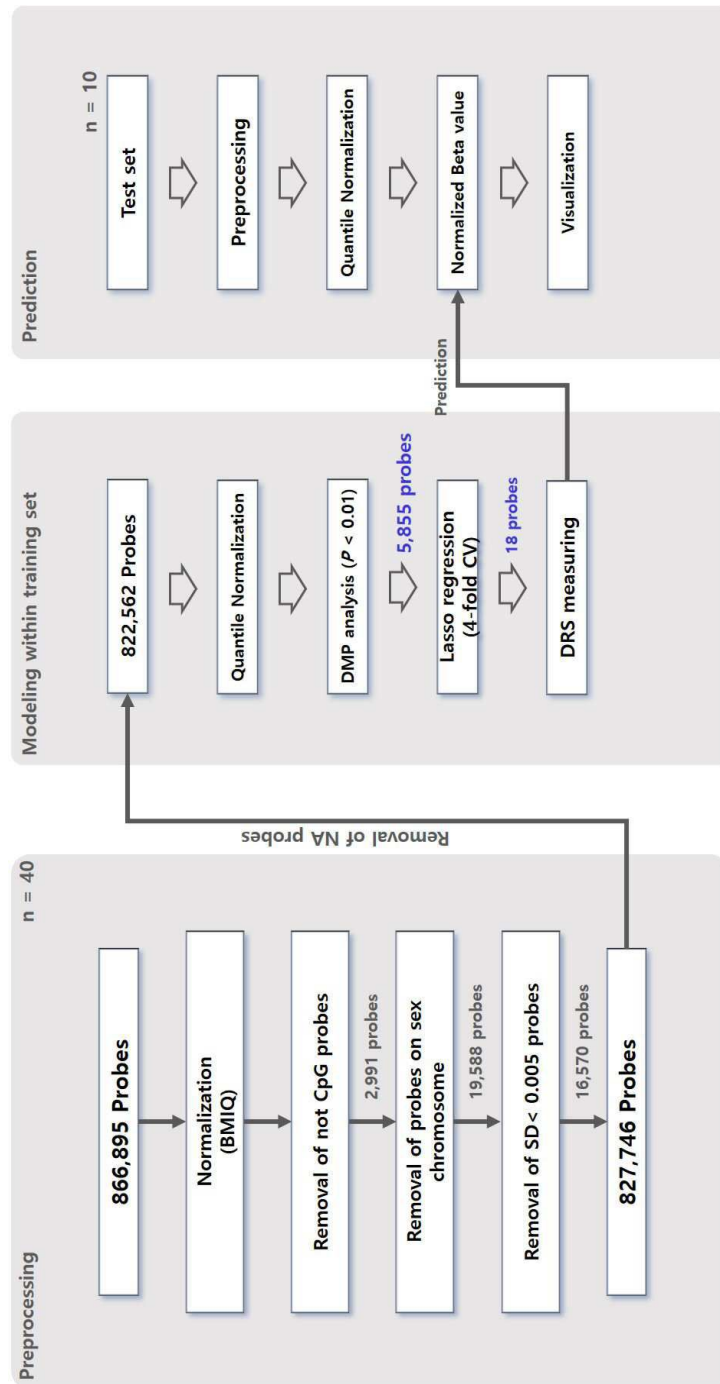 Preprocessing
n = 40
866,895 Probes
Normalization
(BMIQ)
Removal of not CpG probes
2,991 probes
Removal of probes on sex
chromosome
19,588 probes
Removal of SD< 0.005 probes
16,570 probes
827,746 Probes
Removal of NA probes
Modeling within training set
822,562 Probes
Quantile Normalization
DMP analysis (P < 0.01)
5,855 probes
Lasso regression
(4-fold CV)
18 probes
DRS measuring
Prediction
Prediction
n = 10
Test set
Preprocessing
Quantile Normalization
Normalized Beta value
Visualization